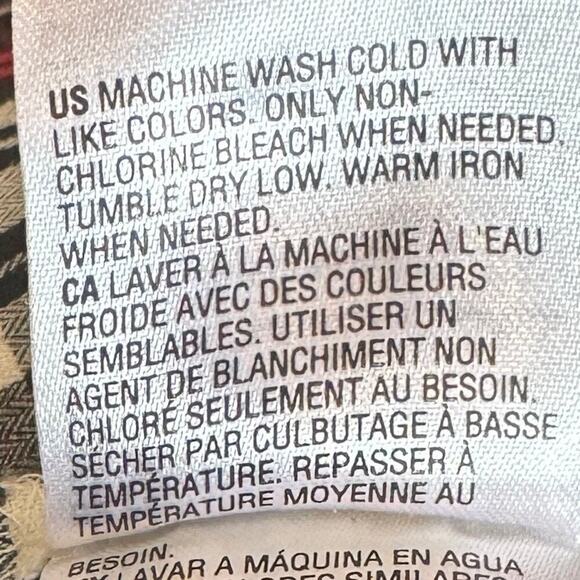 US MACHINE WASH COLD WITH
LIKE COLORS. ONLY NON-
CHLORINE BLEACH WHEN NEEDED.
TUMBLE DRY LOW. WARM IRON
WHEN NEEDED.
CA LAVER À LA MACHINE À L'EAU
FROIDE AVEC DES COULEURS
SEMBLABLES. UTILISER UN
AGENT DE BLANCHIMENT NON
CHLORÉ SEULEMENT AU BESOIN.
SÉCHER PAR CULBUTAGE À BASSE
TEMPÉRATURE. REPASSER À
TEMPÉRATURE MOYENNE AU
BESOIN.
LAVAR A MÁQUINA EN AGUA